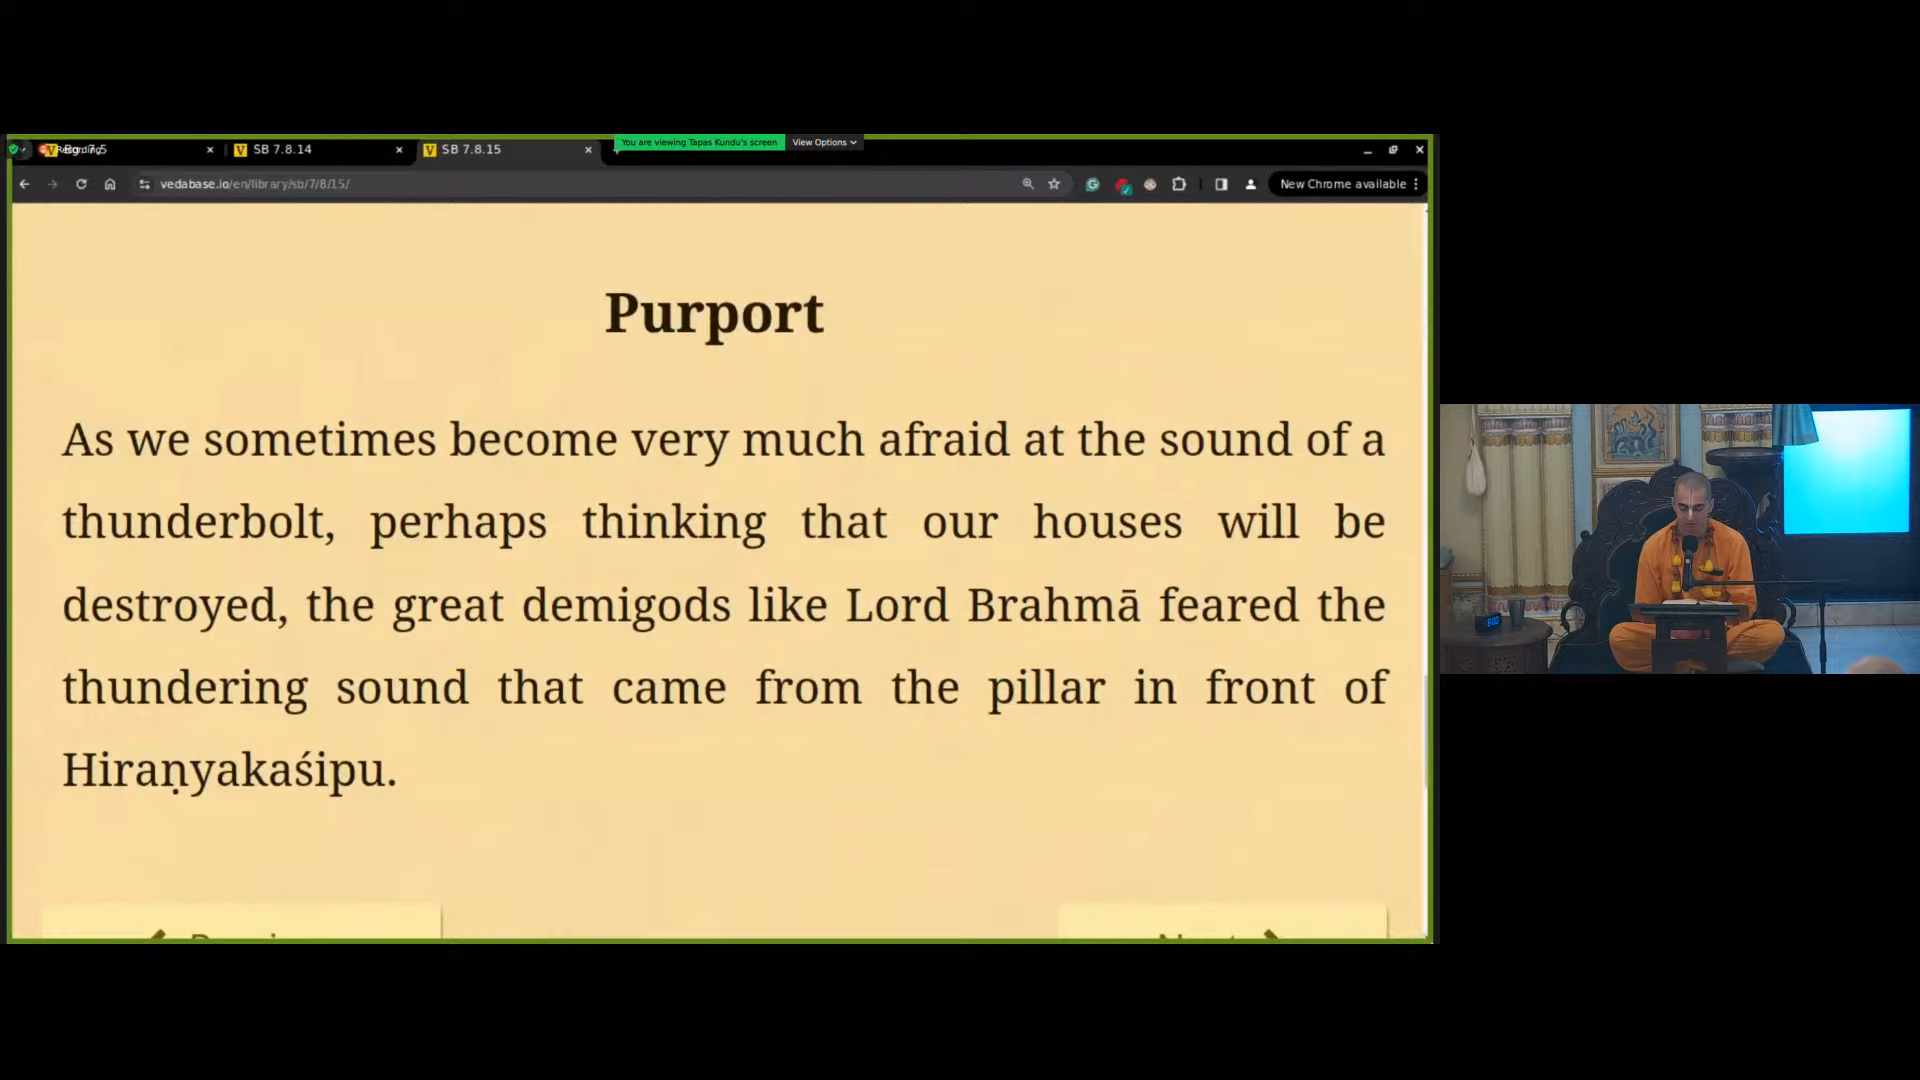 SB 7.8.14
SB 7.8.15
You are viewing Tapas Kundu's screen
View Options
vedabase.io/en/library/sb/7/8/15/
New Chrome available
Purport
As we sometimes become very much afraid at the sound of a
thunderbolt, perhaps thinking that our houses will be
destroyed, the great demigods like Lord Brahmā feared the
thundering sound that came from the pillar in front of
Hiraṇyakaśipu.